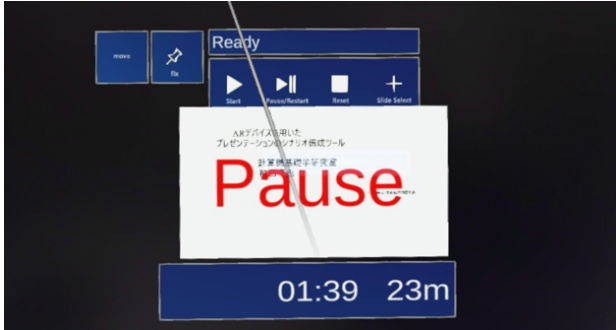 move
fix
Ready
Start
Pause/Restart
Reset
Slide Select
ARデバイスを用いた
プレゼンテーションのシナリオ構成ツール
計算機基礎学研究室
Pause
01:39 23m